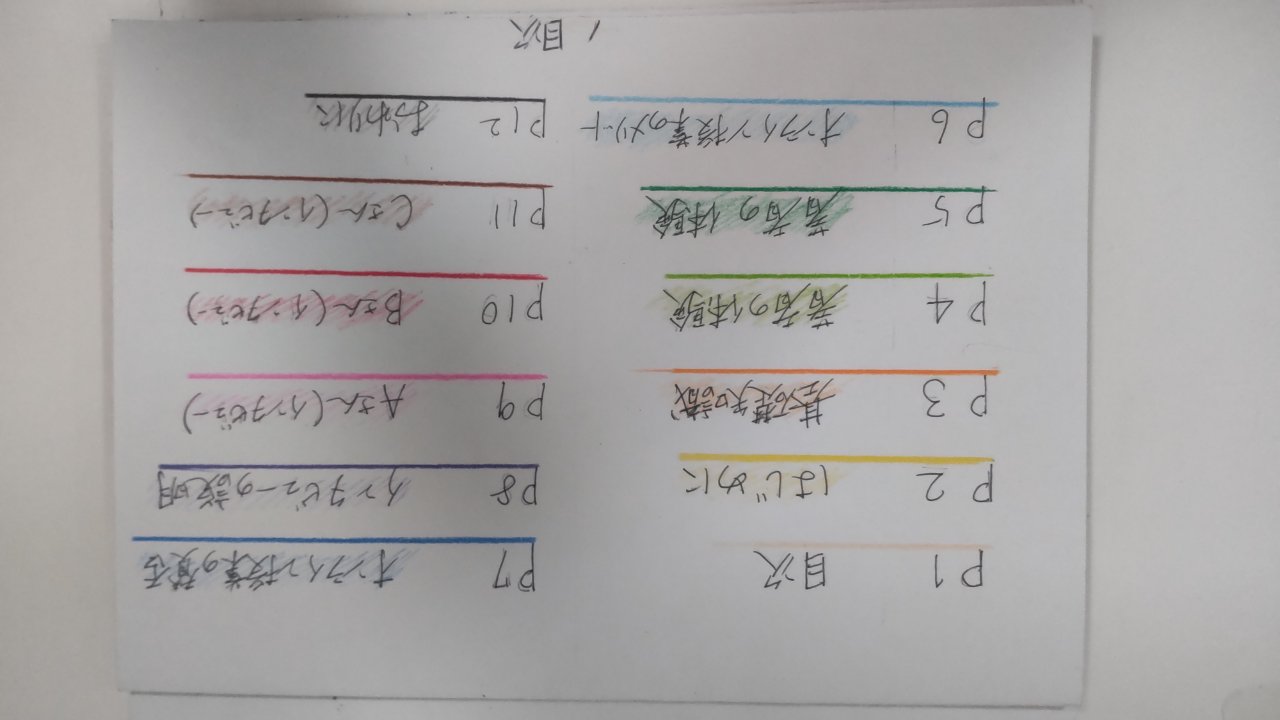 P1 目次
P2 はじめに
P3 基礎知識
P4 著者の体験
P5 著者の体験
P6 オンライン授業のメリット
P7 オンライン授業の賛否
P8 インタビューの説明
P9 Aさん(インタビュー)
P10 Bさん(インタビュー)
P11 Cさん(インタビュー)
P12 おわりに
1 目次